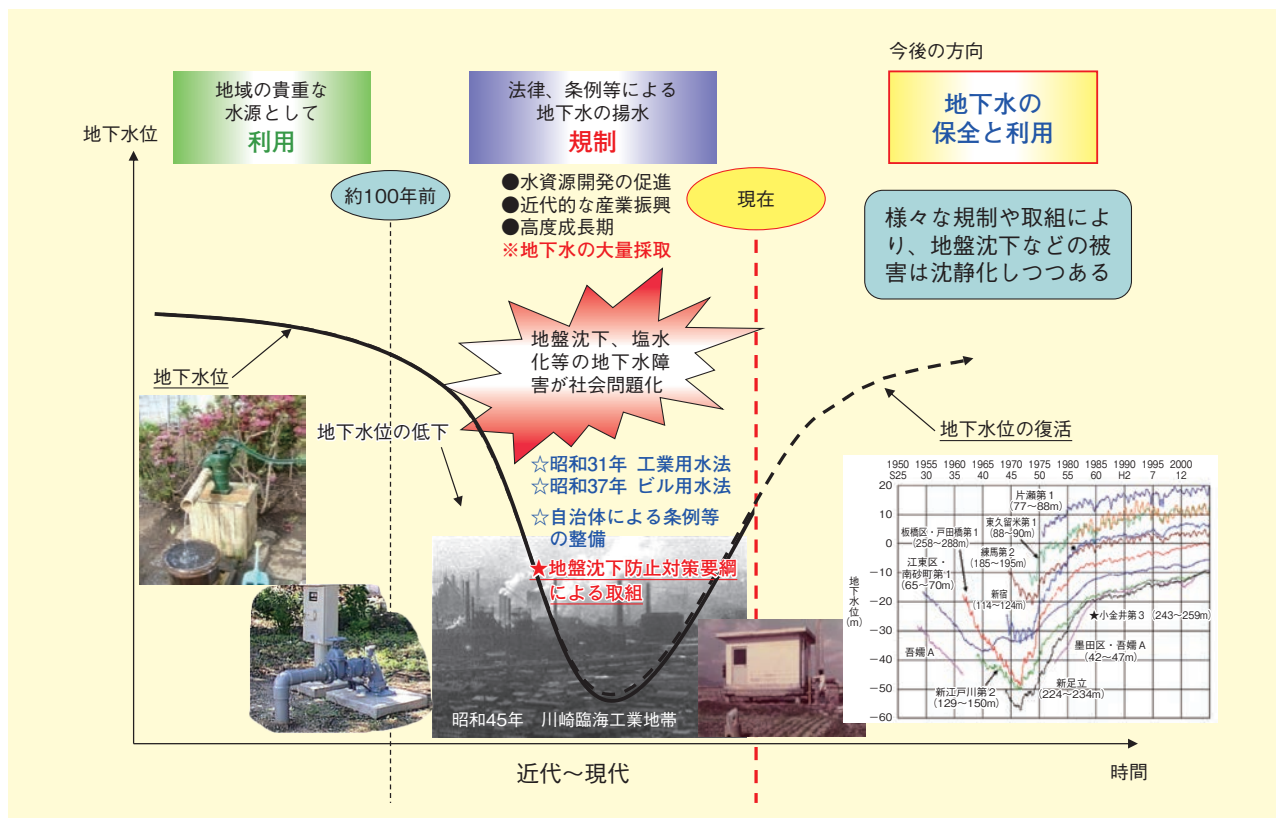 今後の方向
地域の貴重な
水源として
利用
法律、条例等による
地下水の揚水
規制
地下水の
保全と利用
地下水位
約100年前
●水資源開発の促進
●近代的な産業振興
●高度成長期
※地下水の大量採取
現在
様々な規制や取組によ
り、地盤沈下などの被
害は沈静化しつつある
地盤沈下、塩水
化等の地下水障
害が社会問題化
地下水位
地下水位の低下
地下水位の復活
☆昭和31年 工業用水法
☆昭和37年 ビル用水法
☆自治体による条例等
の整備
★地盤沈下防止対策要綱
による取組
昭和45年 川崎臨海工業地帯
1950 1955 1960 1965 1970 1975 1980 1985 1990 1995 2000
S25 30 35 40 45 50 55 60 H2 7 12
20
10
0
−10
−20
−30
−40
−50
−60
地下水位(m)
片瀬第1
(77〜88m)
東久留米第1
(88〜90m)
板橋区・戸田橋第1
(258〜288m)
練馬第2
(185〜195m)
江東区・
南砂町第1
(65〜70m)
新宿
(114〜124m)
★小金井第3 (243〜259m)
吾嬬A
墨田区・吾嬬A
(42〜47m)
新江戸川第2
(129〜150m)
新足立
(224〜234m)
近代〜現代
時間